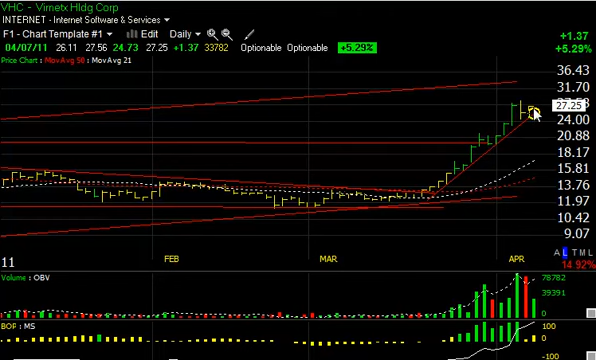 VHC - Virnetx Hldg Corp
INTERNET - Internet Software & Services
F1 - Chart Template #1 Edit Daily
+1.37
04/07/11 26.11 27.56 24.73 27.25 +1.37 33782 Optionable Optionable +5.29% +5.29%
Price Chart : MovAvg 50 : MovAvg 21
36.43
31.70
27.25
24.00
20.88
18.17
15.81
13.76
11.97
10.42
9.07
11 FEB MAR APR
A L T M L
14.92%
Volume : OBV
78782
39391
0
BOP : MS
100
0
-100